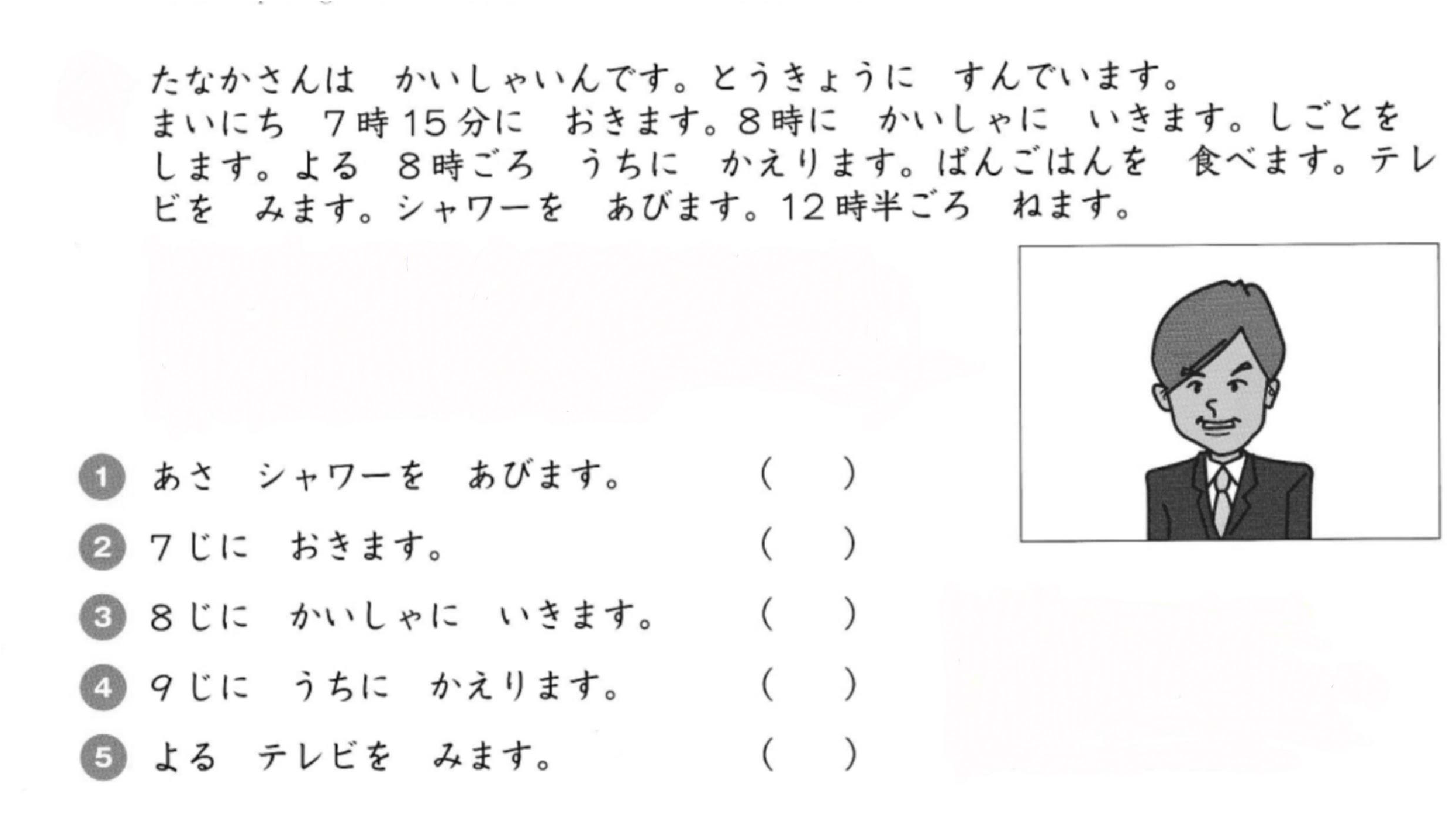 たなかさんは　かいしゃいんです。とうきょうに　すんでいます。
まいにち　7時15分に　おきます。8時に　かいしゃに　いきます。しごとを
します。よる　8時ごろ　うちに　かえります。ばんごはんを　食べます。テレ
ビを　みます。シャワーを　あびます。12時半ごろ　ねます。
1 あさ　シャワーを　あびます。（　　）
2 7じに　おきます。（　　）
3 8じに　かいしゃに　いきます。（　　）
4 9じに　うちに　かえります。（　　）
5 よる　テレビを　みます。（　　）